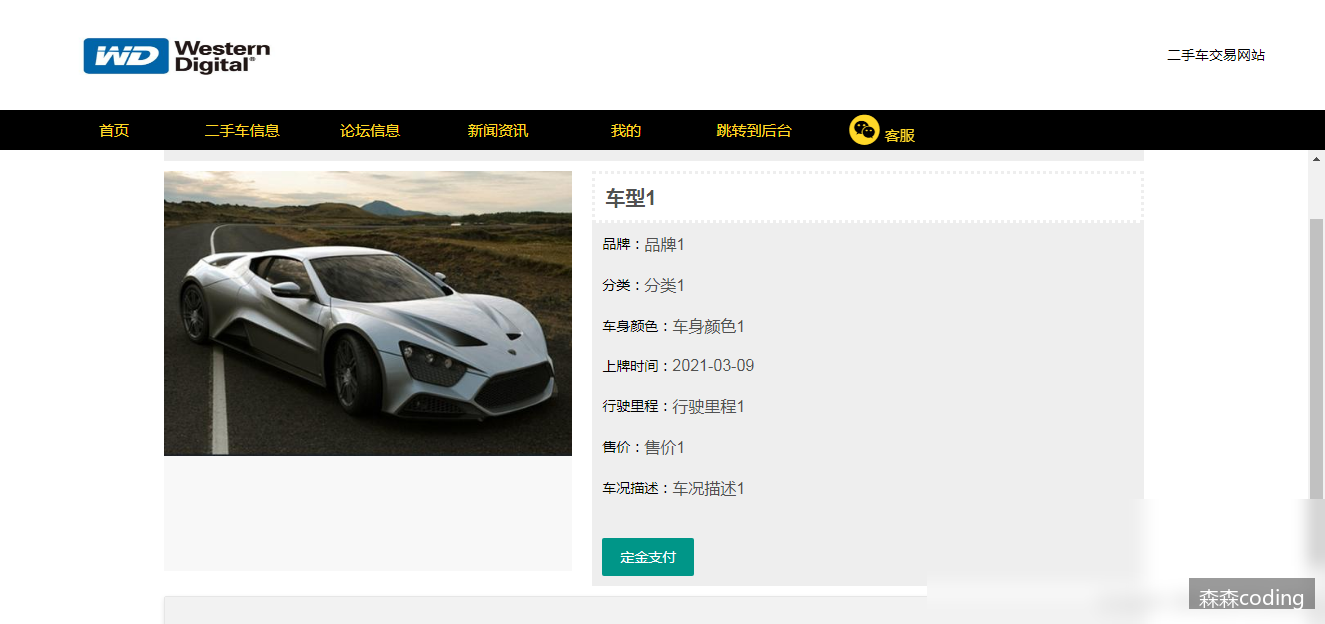 WD Western Digital®
二手车交易网站
首页 二手车信息 论坛信息 新闻资讯 我的 跳转到后台 客服
车型1
品牌：品牌1
分类：分类1
车身颜色：车身颜色1
上牌时间：2021-03-09
行驶里程：行驶里程1
售价：售价1
车况描述：车况描述1
定金支付
森森coding